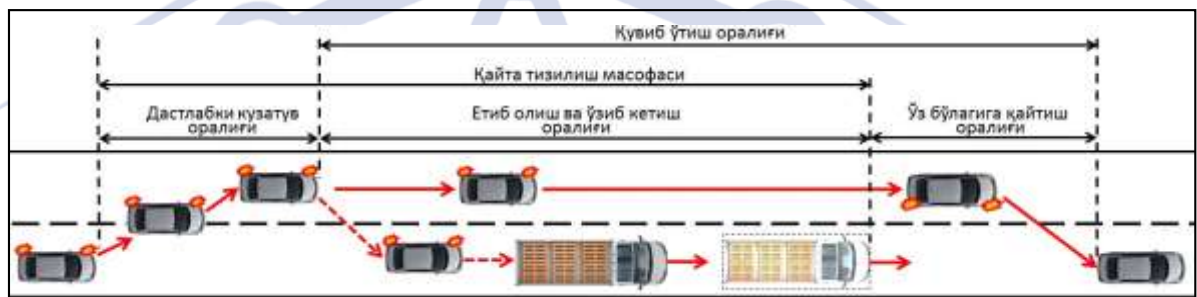 Қувиб ўтиш оралиғи
Қайта тизилиш масофаси
Дастлабки кузатув
оралиғи
Етиб олиш ва ўзиб кетиш
оралиғи
Ўз бўлагига қайтиш
оралиғи